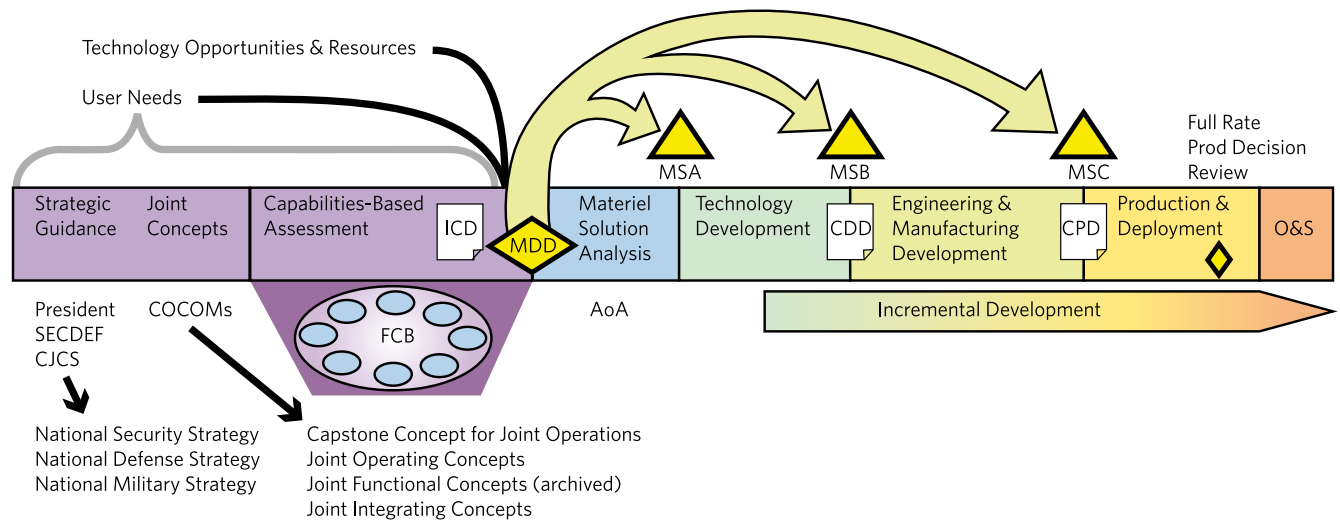 Technology Opportunities & Resources
User Needs
MSA
MSB
MSC
Full Rate
Prod Decision
Review
Strategic
Guidance
Joint
Concepts
Capabilities-Based
Assessment
ICD
MDD
Materiel
Solution
Analysis
Technology
Development
CDD
Engineering &
Manufacturing
Development
CPD
Production &
Deployment
O&S
President
SECDEF
CJCS
COCOMs
FCB
AoA
Incremental Development
National Security Strategy
National Defense Strategy
National Military Strategy
Capstone Concept for Joint Operations
Joint Operating Concepts
Joint Functional Concepts (archived)
Joint Integrating Concepts